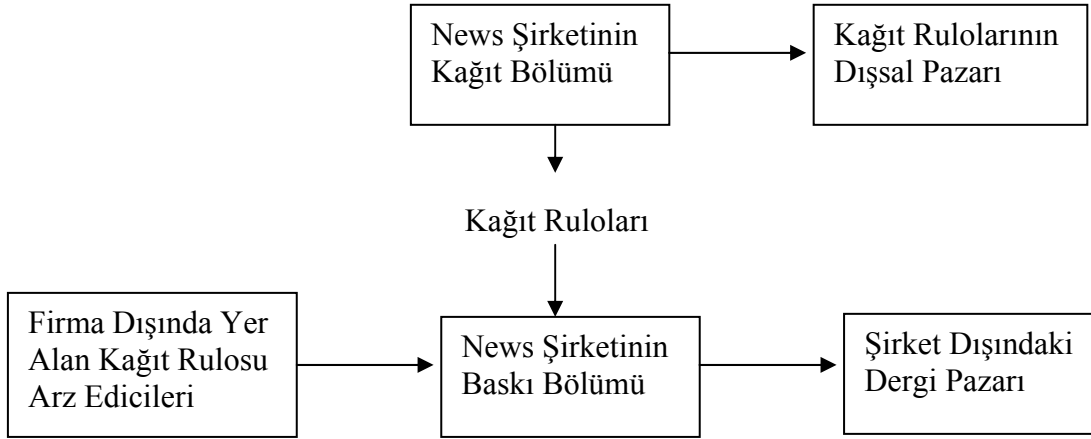 News Şirketinin
Kağıt Bölümü
Kağıt Rulolarının
Dışsal Pazarı
Kağıt Ruloları
Firma Dışında Yer
Alan Kağıt Rulosu
Arz Edicileri
News Şirketinin
Baskı Bölümü
Şirket Dışındaki
Dergi Pazarı